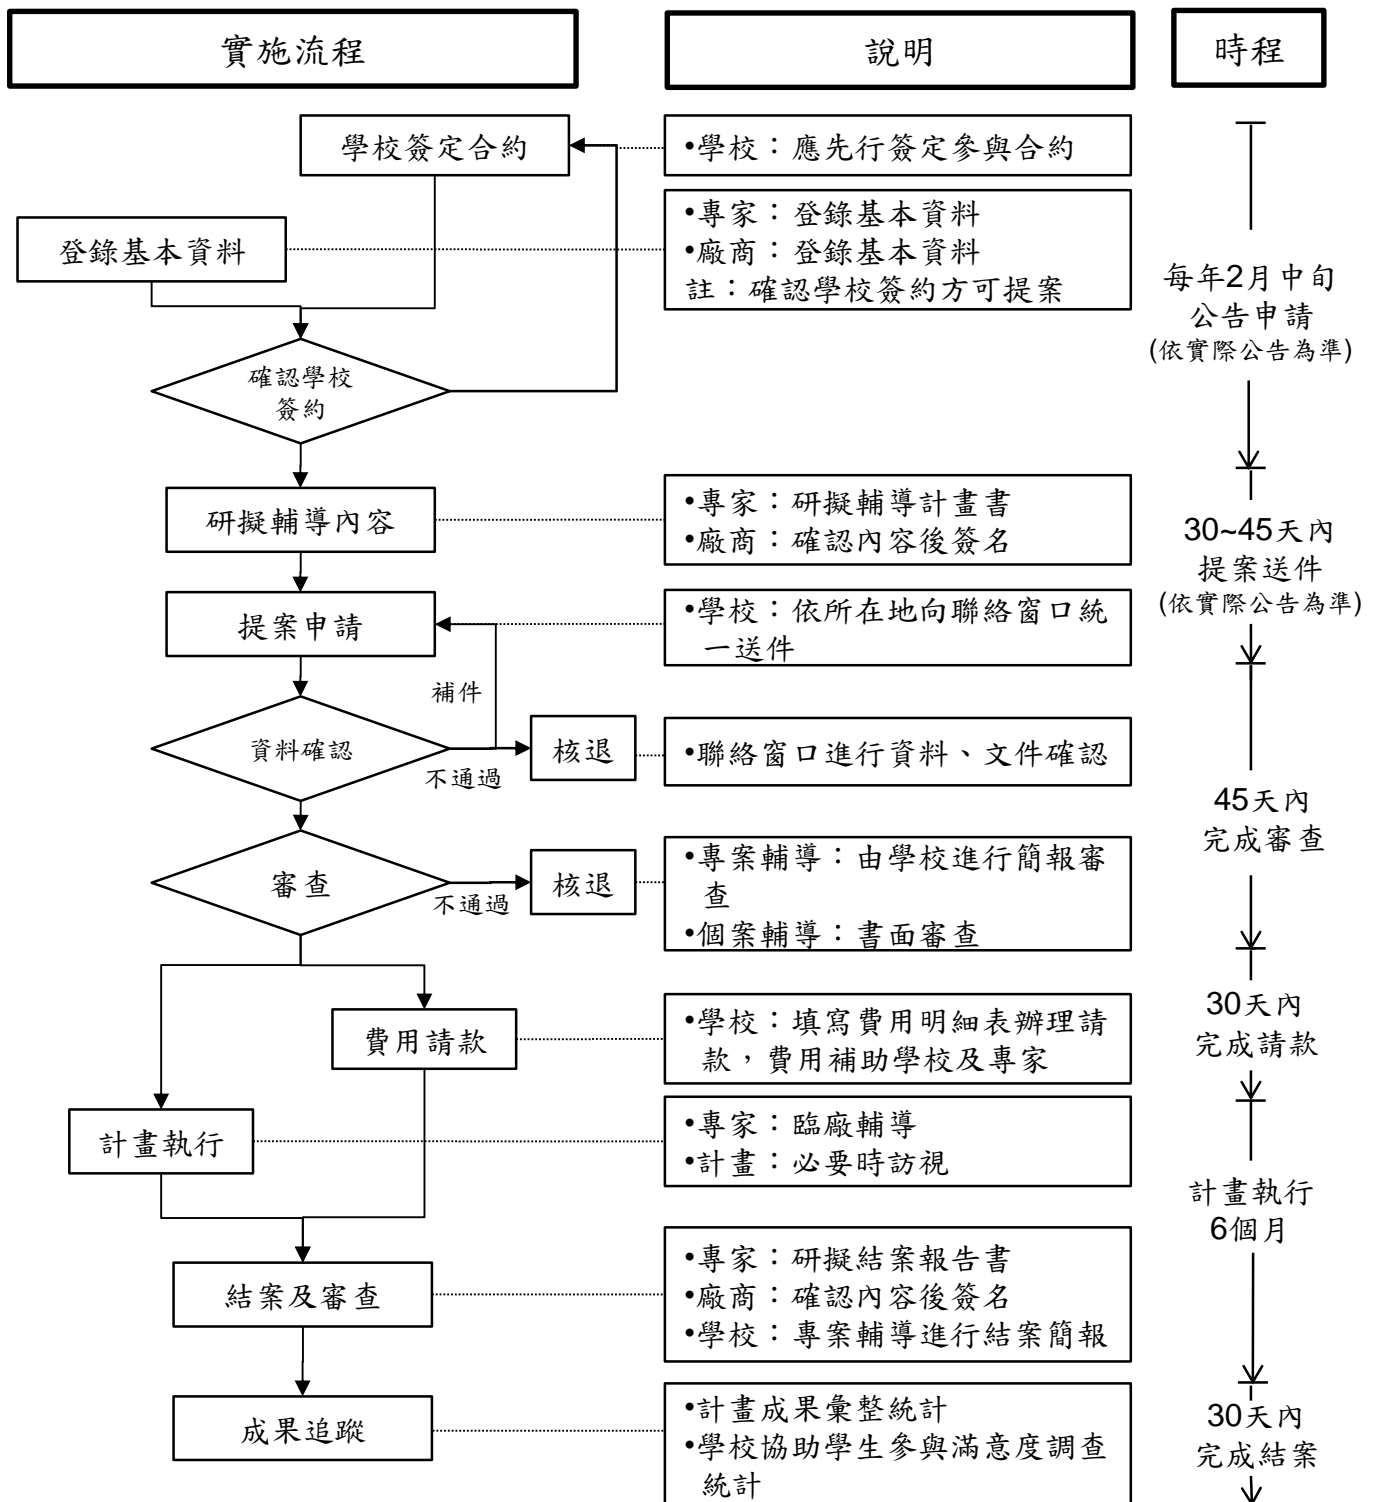 實施流程
說明
時程
學校簽定合約
•學校：應先行簽定參與合約
登錄基本資料
•專家：登錄基本資料
•廠商：登錄基本資料
註：確認學校簽約方可提案
每年2月中旬
公告申請
(依實際公告為準)
確認學校
簽約
研擬輔導內容
•專家：研擬輔導計畫書
•廠商：確認內容後簽名
30~45天內
提案送件
(依實際公告為準)
提案申請
•學校：依所在地向聯絡窗口統
一送件
補件
資料確認
不通過
核退
•聯絡窗口進行資料、文件確認
45天內
完成審查
審查
不通過
核退
•專案輔導：由學校進行簡報審
查
•個案輔導：書面審查
費用請款
•學校：填寫費用明細表辦理請
款，費用補助學校及專家
30天內
完成請款
計畫執行
•專家：臨廠輔導
•計畫：必要時訪視
計畫執行
6個月
結案及審查
•專家：研擬結案報告書
•廠商：確認內容後簽名
•學校：專案輔導進行結案簡報
成果追蹤
•計畫成果彙整統計
•學校協助學生參與滿意度調查
統計
30天內
完成結案